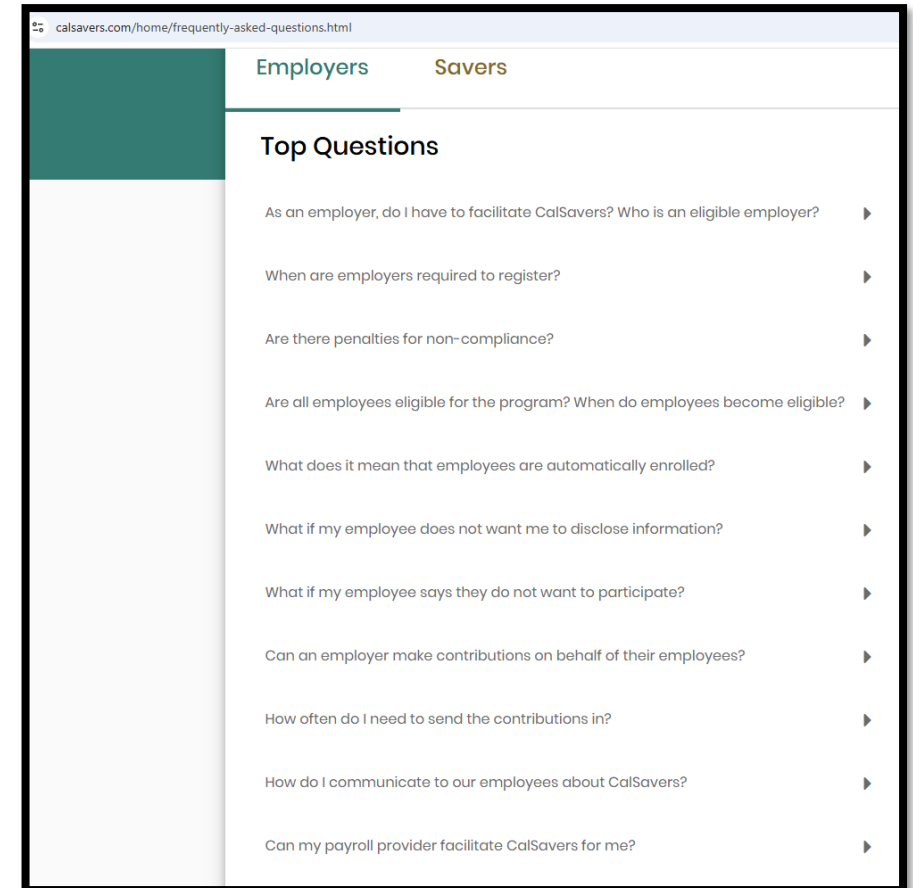 calsavers.com/home/frequently-asked-questions.html
Employers Savers
Top Questions
As an employer, do I have to facilitate CalSavers? Who is an eligible employer?
When are employers required to register?
Are there penalties for non-compliance?
Are all employees eligible for the program? When do employees become eligible?
What does it mean that employees are automatically enrolled?
What if my employee does not want me to disclose information?
What if my employee says they do not want to participate?
Can an employer make contributions on behalf of their employees?
How often do I need to send the contributions in?
How do I communicate to our employees about CalSavers?
Can my payroll provider facilitate CalSavers for me?